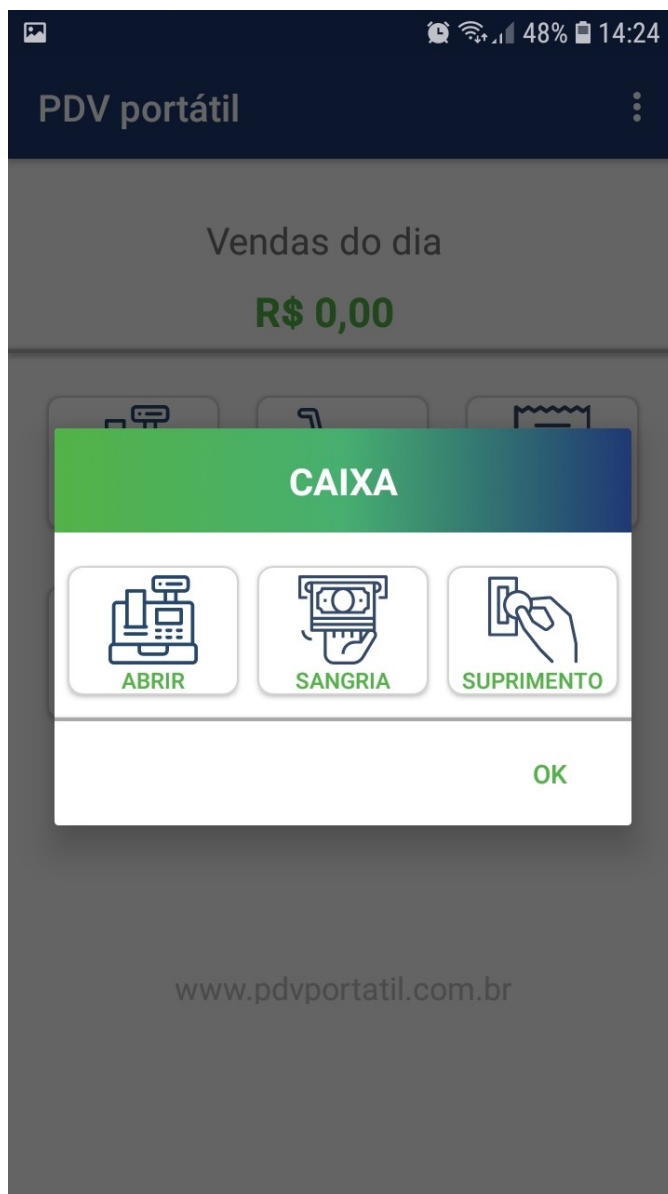 48% 14:24
PDV portátil
Vendas do dia
R$ 0,00
CAIXA
ABRIR SANGRIA SUPRIMENTO
OK
www.pdvportatil.com.br